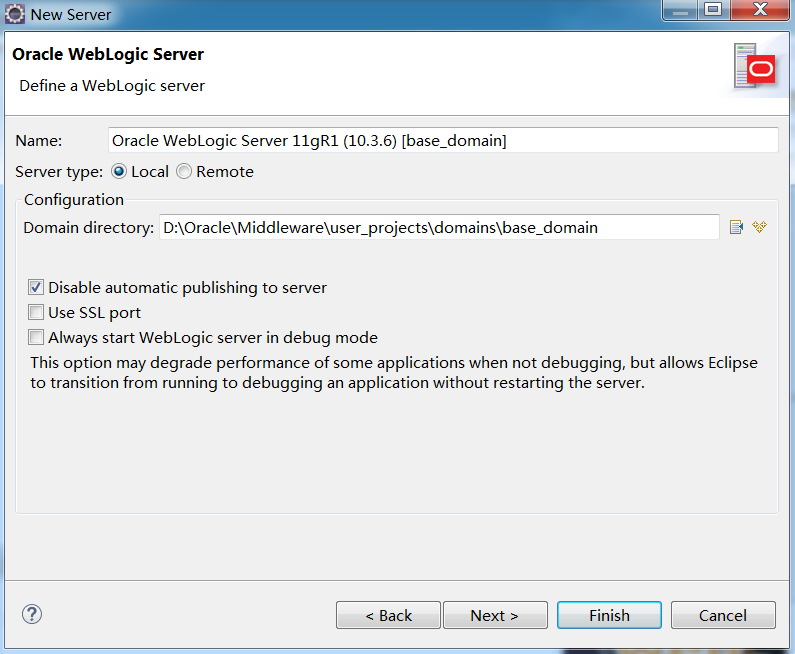 New Server
Oracle WebLogic Server
Define a WebLogic server
Name: Oracle WebLogic Server 11gR1 (10.3.6) [base_domain]
Server type: Local Remote
Configuration
Domain directory: D:\Oracle\Middleware\user_projects\domains\base_domain
Disable automatic publishing to server
Use SSL port
Always start WebLogic server in debug mode
This option may degrade performance of some applications when not debugging, but allows Eclipse
to transition from running to debugging an application without restarting the server.
< Back Next > Finish Cancel